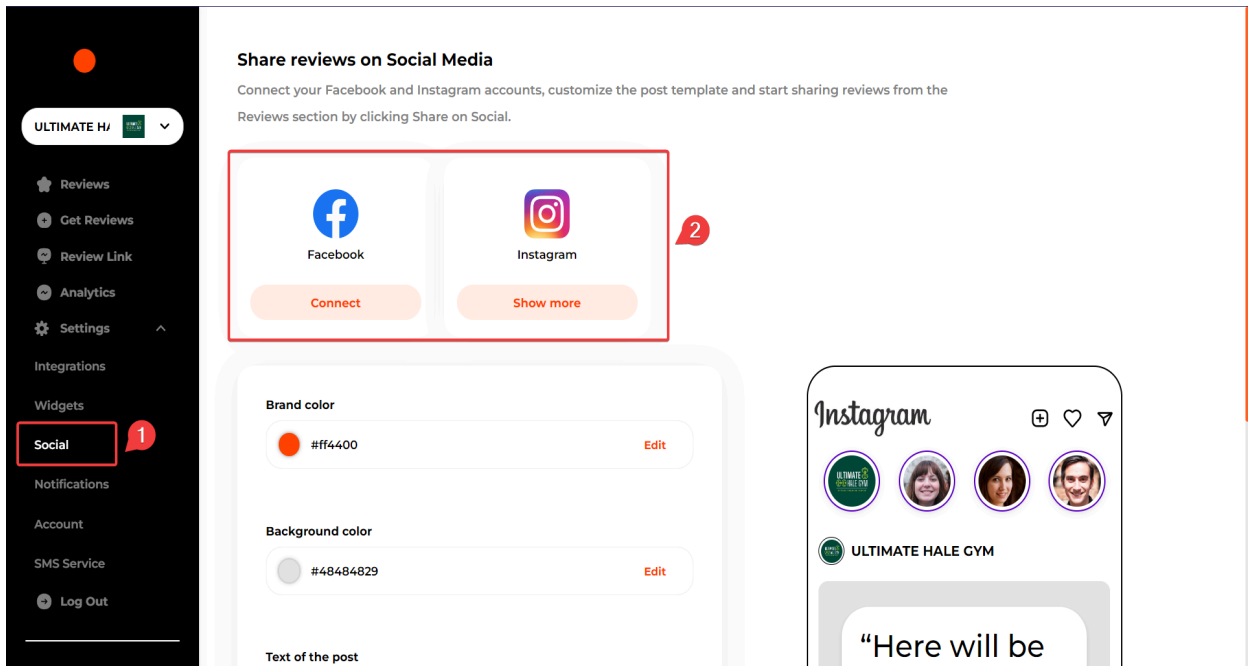 ULTIMATE HA
Reviews
Get Reviews
Review Link
Analytics
Settings
Integrations
Widgets
Social
1
Notifications
Account
SMS Service
Log Out
Share reviews on Social Media
Connect your Facebook and Instagram accounts, customize the post template and start sharing reviews from the
Reviews section by clicking Share on Social.
Facebook
Connect
Instagram
Show more
2
Brand color
#ff4400
Edit
Background color
#48484829
Edit
Text of the post
Instagram
ULTIMATE
HALE GYM
ULTIMATE HALE GYM
“Here will be